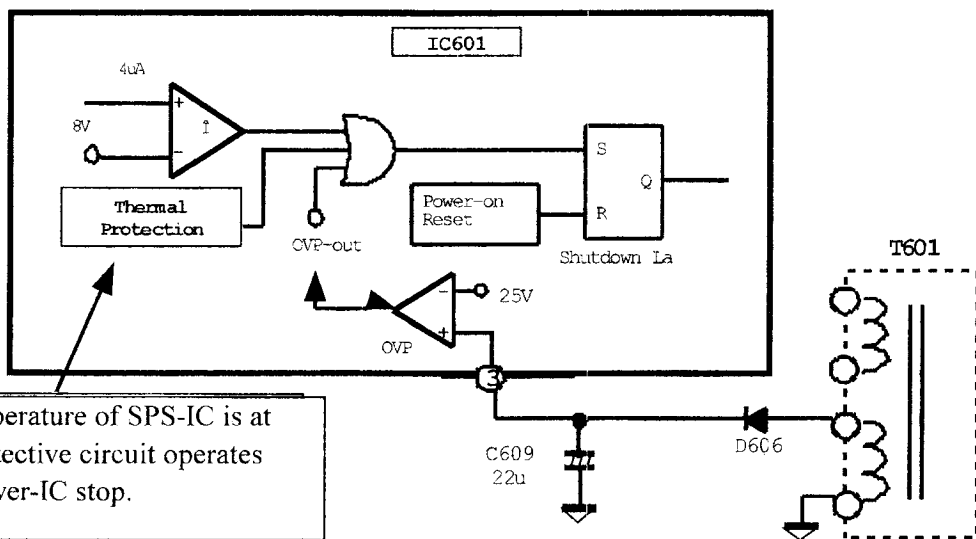 IC601
4uA
+
8V
-
Thermal
Protection
OVP-out
Power-on
Reset
S
Q
R
Shutdown La
T601
-
25V
+
OVP
3
perature of SPS-IC is at
tective circuit operates
ver-IC stop.
C609
22u
D606